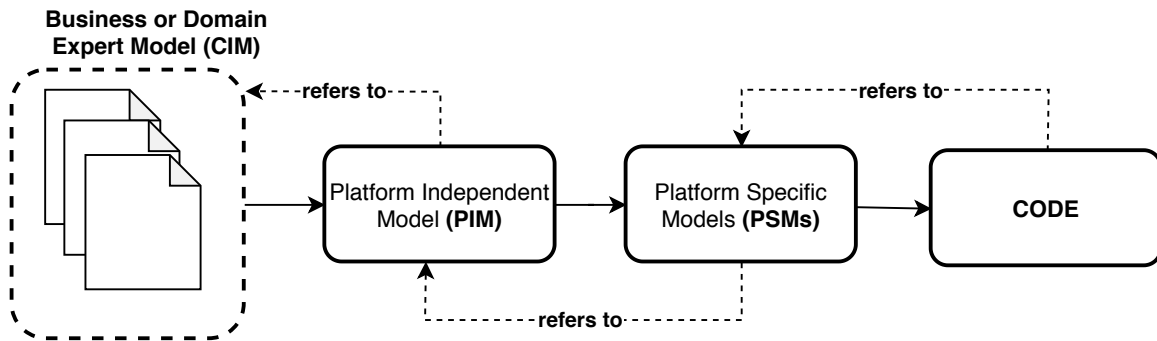 Business or Domain
Expert Model (CIM)
refers to
refers to
Platform Independent
Model (PIM)
Platform Specific
Models (PSMs)
CODE
refers to